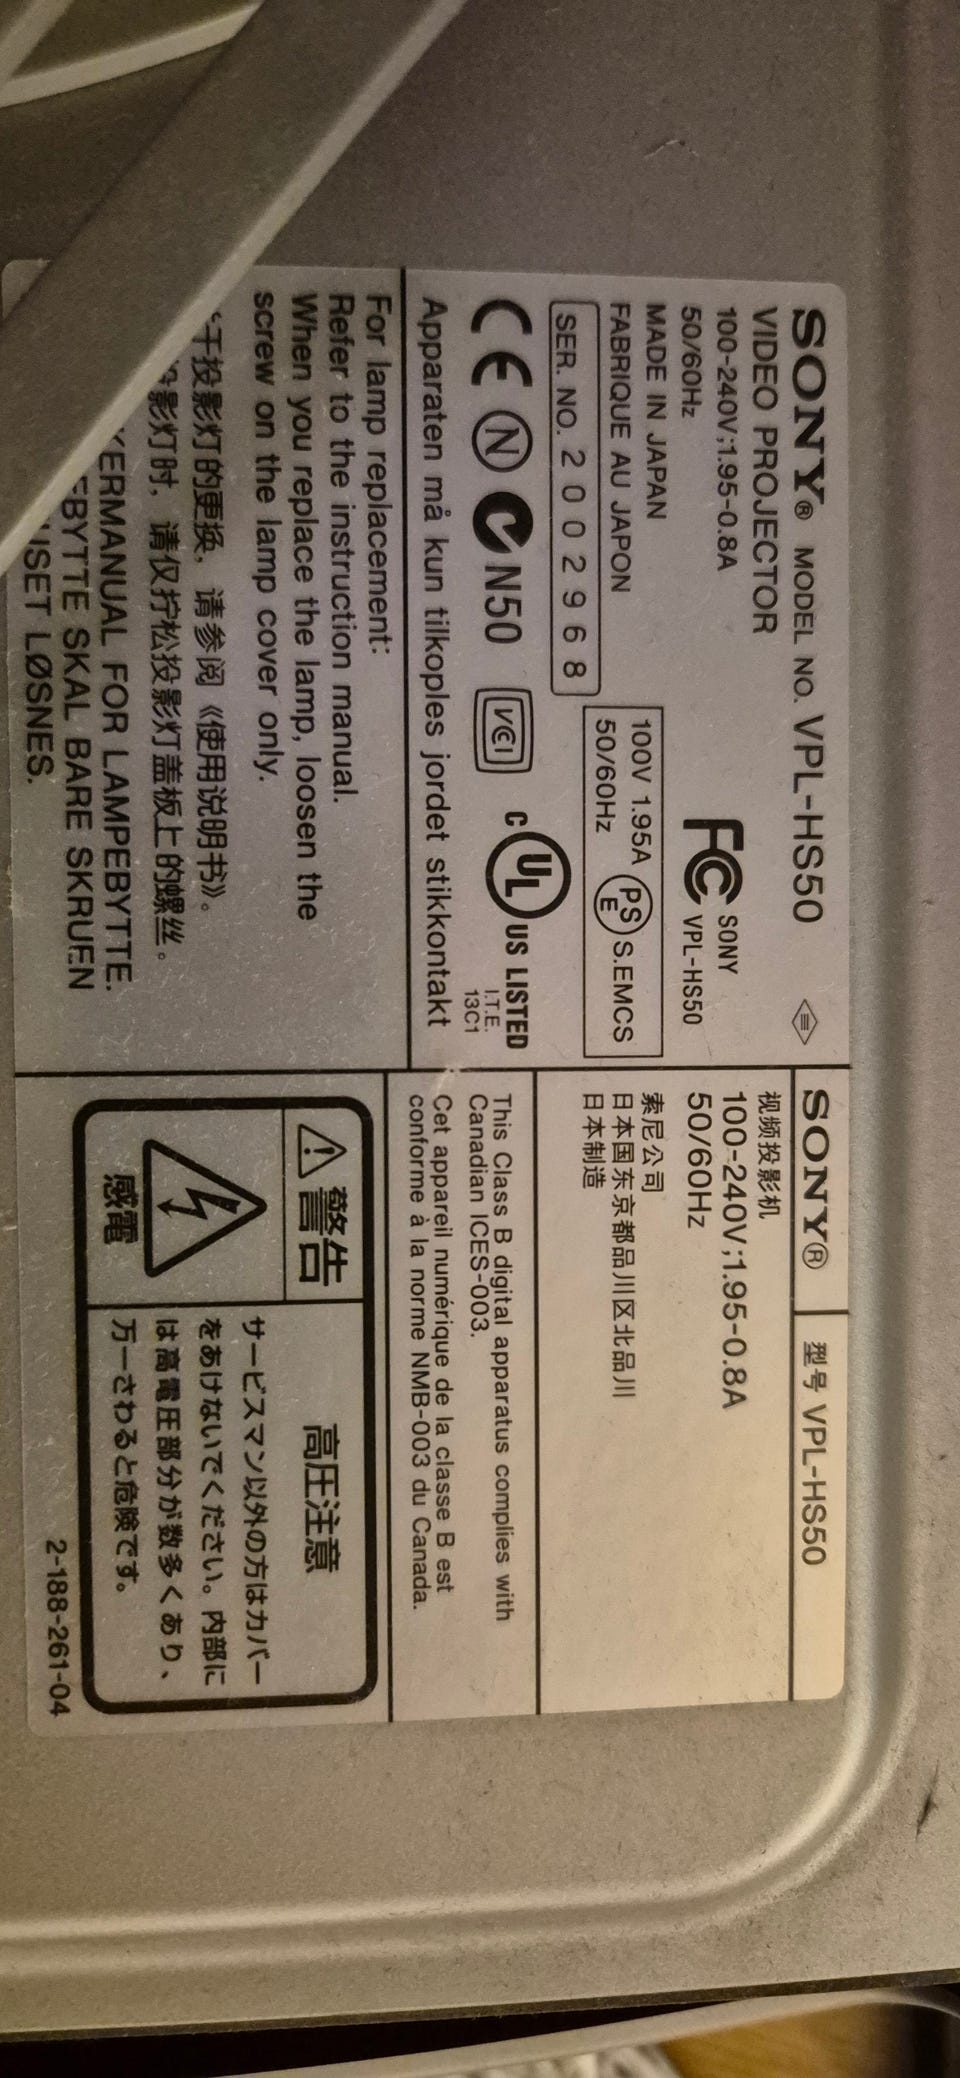 SONY® MODEL NO. VPL-HS50
VIDEO PROJECTOR
100-240V;1.95-0.8A
50/60Hz
FC SONY
VPL-HS50
MADE IN JAPAN
FABRIQUE AU JAPON
100V 1.95A PS E S.EMCS
50/60Hz
SER. NO. 2002968
CE N N50 VCI C UL US LISTED
I.T.E.
13C1
Apparaten må kun tilkoples jordet stikkontakt
For lamp replacement:
Refer to the instruction manual.
When you replace the lamp, loosen the
screw on the lamp cover only.
于投影灯的更换，请参阅《使用说明书》。
影灯时，请仅拧松投影灯盖板上的螺丝。
KERMANUAL FOR LAMPEBYTTE.
EBYTTE SKAL BARE SKRUEN
LØSNES.
SONY® 型号 VPL-HS50
视频投影机
100-240V;1.95-0.8A
50/60Hz
索尼公司
日本国东京都品川区北品川
日本制造
This Class B digital apparatus complies with
Canadian ICES-003.
Cet appareil numérique de la classe B est
conforme à la norme NMB-003 du Canada.
警告
感電
高圧注意
サービスマン以外の方はカバー
をあけないでください。内部に
は高電圧部分が数多くあり、
万一さわると危険です。
2-188-261-04